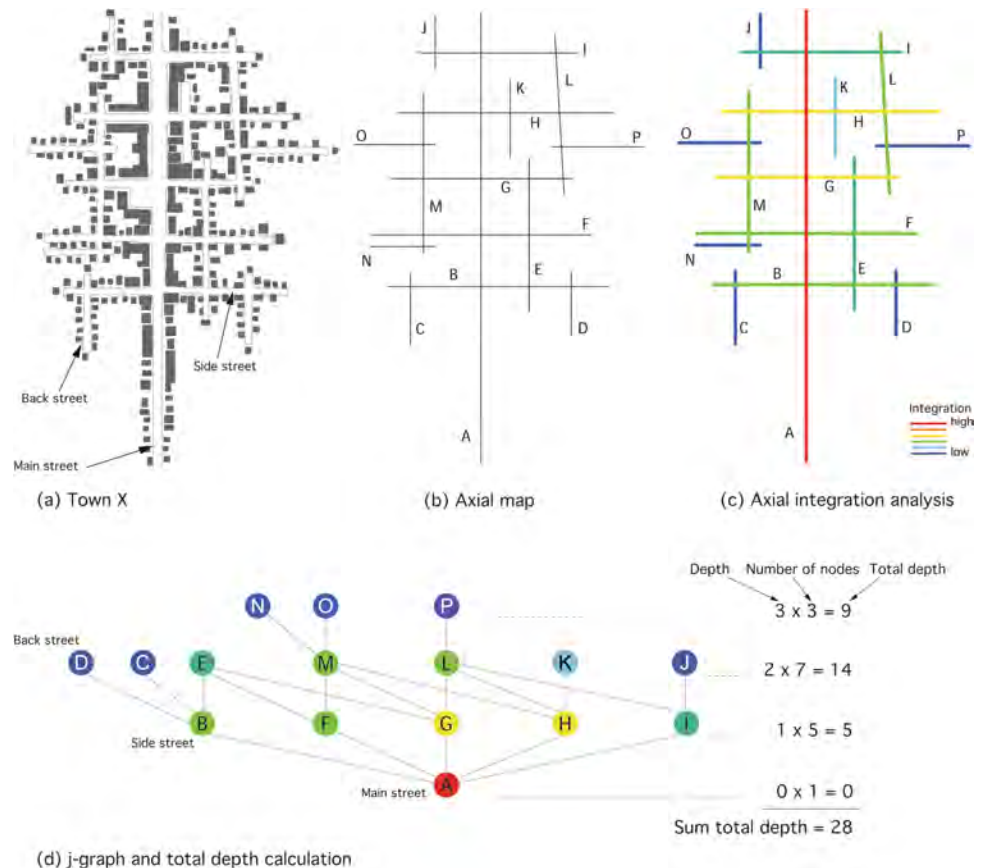 Back street
Side street
Main street
(a) Town X
J
I
L
K
H
O
P
G
M
F
N
E
B
C
D
A
(b) Axial map
J
I
L
K
H
O
P
G
M
F
N
E
B
C
D
A
Integration
high
low
(c) Axial integration analysis
Depth Number of nodes Total depth
3 x 3 = 9
N O P
Back street
D C E M L K J
2 x 7 = 14
B F G H I
Side street
1 x 5 = 5
A
Main street
0 x 1 = 0
Sum total depth = 28
(d) j-graph and total depth calculation